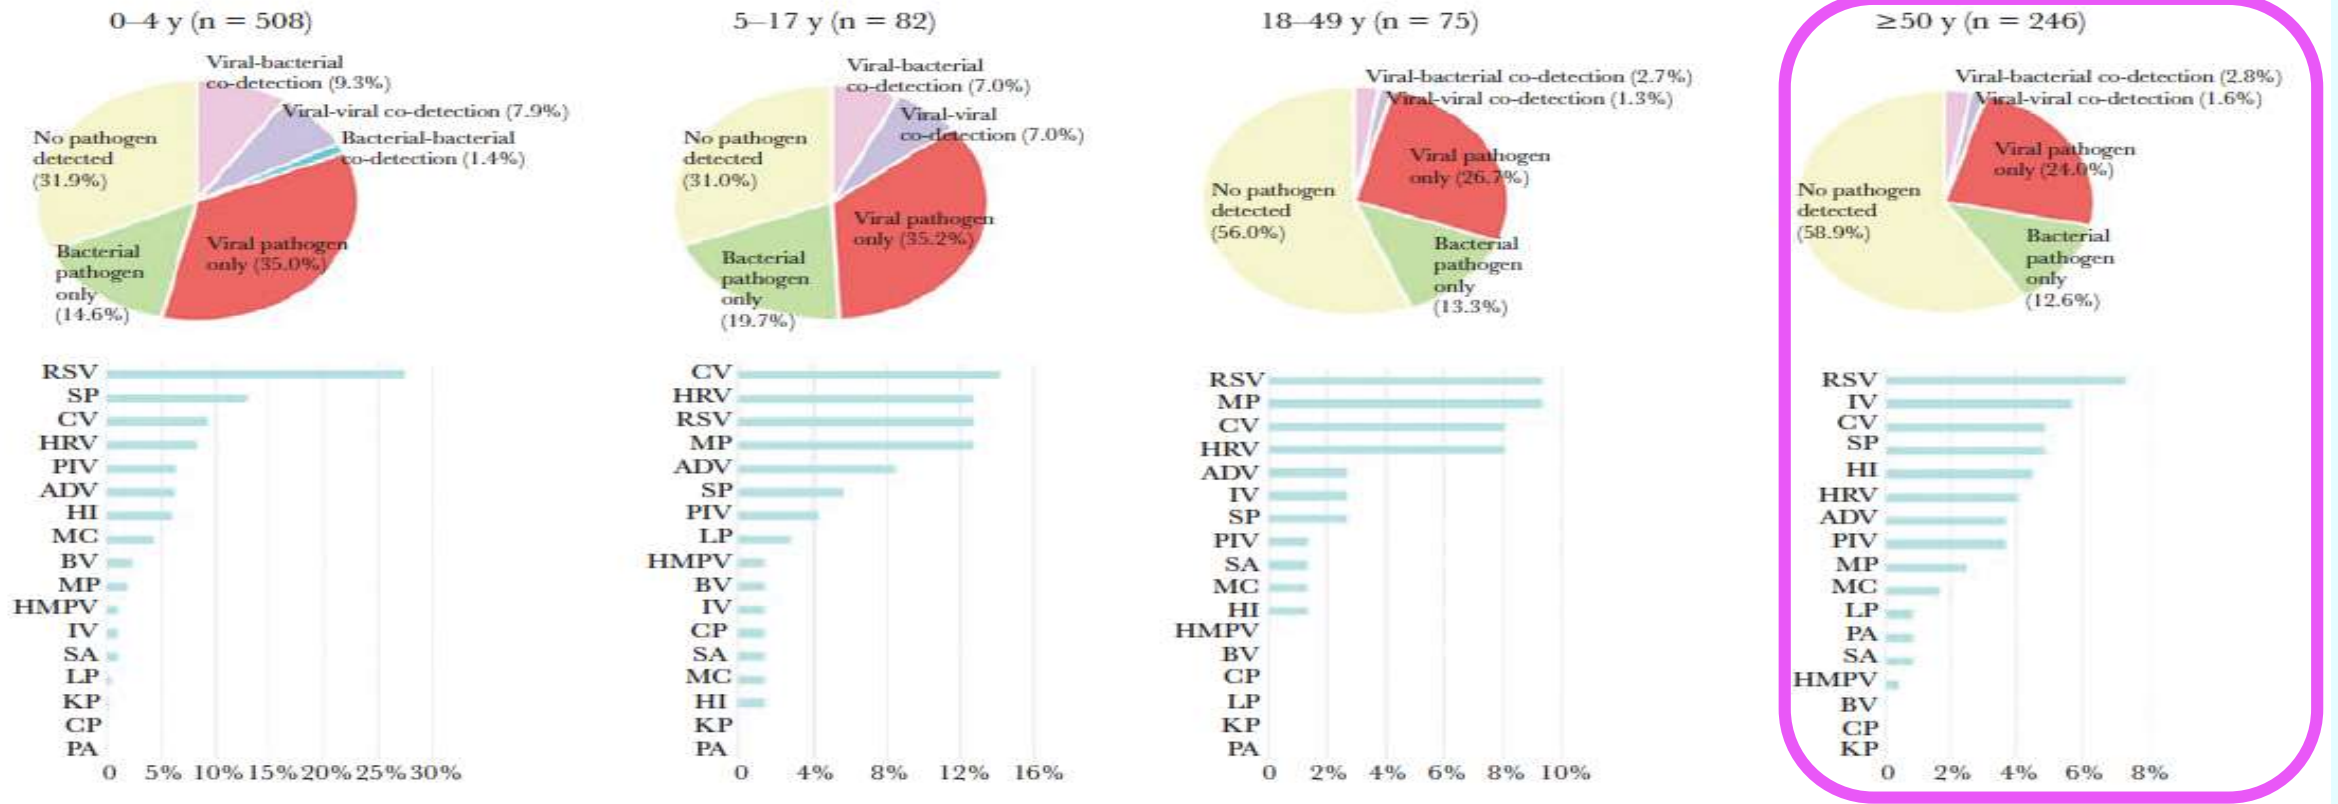 0–4 y (n = 508)
Viral-bacterial
co-detection (9.3%)
Viral-viral co-detection (7.9%)
Bacterial-bacterial
co-detection (1.4%)
No pathogen
detected
(31.9%)
Viral pathogen
only (35.0%)
Bacterial
pathogen
only
(14.6%)
RSV
SP
CV
HRV
PIV
ADV
HI
MC
BV
MP
HMPV
IV
SA
LP
KP
CP
PA
0 5% 10% 15% 20% 25% 30%
5–17 y (n = 82)
Viral-bacterial
co-detection (7.0%)
Viral-viral
co-detection (7.0%)
No pathogen
detected
(31.0%)
Viral pathogen
only (35.2%)
Bacterial
pathogen
only
(19.7%)
CV
HRV
RSV
MP
ADV
SP
PIV
LP
HMPV
BV
IV
CP
SA
MC
HI
KP
PA
0 4% 8% 12% 16%
18–49 y (n = 75)
Viral-bacterial co-detection (2.7%)
Viral-viral co-detection (1.3%)
Viral pathogen
only (26.7%)
No pathogen
detected
(56.0%)
Bacterial
pathogen
only
(13.3%)
RSV
MP
CV
HRV
ADV
IV
SP
PIV
SA
MC
HI
HMPV
BV
CP
LP
KP
PA
0 2% 4% 6% 8% 10%
≥50 y (n = 246)
Viral-bacterial co-detection (2.8%)
Viral-viral co-detection (1.6%)
Viral pathogen
only (24.0%)
No pathogen
detected
(58.9%)
Bacterial
pathogen
only
(12.6%)
RSV
IV
CV
SP
HI
HRV
ADV
PIV
MP
MC
LP
PA
SA
HMPV
BV
CP
KP
0 2% 4% 6% 8%